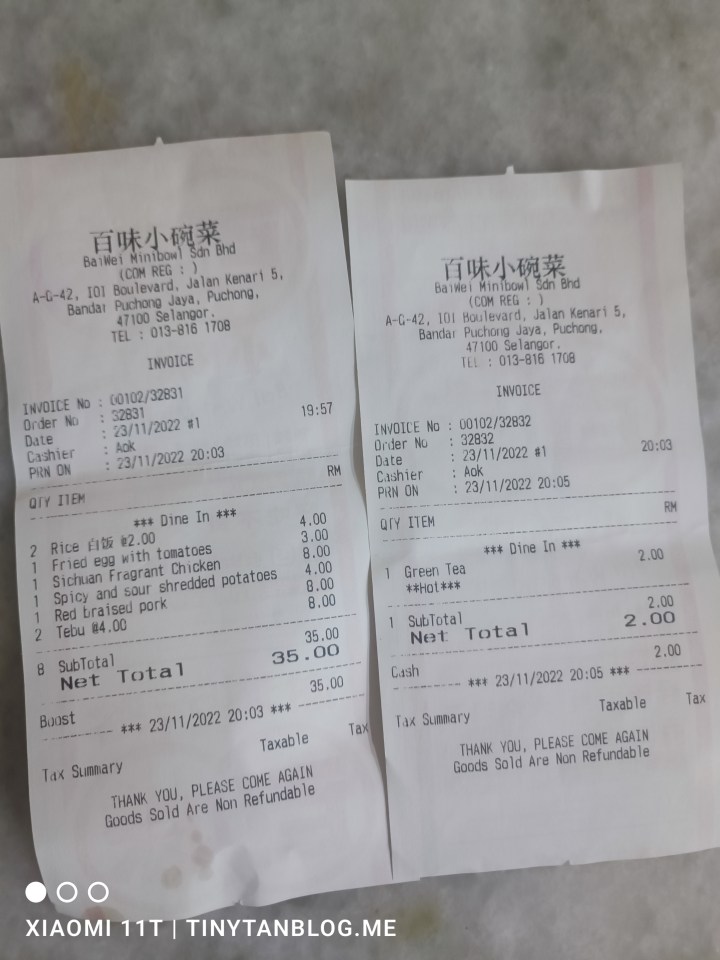 百味小碗菜
BaiWei Minibowl Sdn Bhd
(COM REG : )
A-G-42, IOI Boulevard, Jalan Kenari 5,
Bandar Puchong Jaya, Puchong,
47100 Selangor.
TEL : 013-816 1708
INVOICE
INVOICE No : 00102/32831
Order No : 32831 19:57
Date : 23/11/2022 #1
Cashier : Aok
PRN ON : 23/11/2022 20:03
QTY ITEM RM
*** Dine In ***
2 Rice 白饭 @2.00 4.00
1 Fried egg with tomatoes 3.00
1 Sichuan Fragrant Chicken 8.00
1 Spicy and sour shredded potatoes 4.00
1 Red braised pork 8.00
2 Tebu @4.00 8.00
8 SubTotal 35.00
Net Total 35.00
Boost 35.00
*** 23/11/2022 20:03 ***
Tax Summary Taxable Tax
THANK YOU, PLEASE COME AGAIN
Goods Sold Are Non Refundable
百味小碗菜
BaiWei Minibowl Sdn Bhd
(COM REG : )
A-G-42, IOI Boulevard, Jalan Kenari 5,
Bandar Puchong Jaya, Puchong,
47100 Selangor.
TEL : 013-816 1708
INVOICE
INVOICE No : 00102/32832
Order No : 32832 20:03
Date : 23/11/2022 #1
Cashier : Aok
PRN ON : 23/11/2022 20:05
QTY ITEM RM
*** Dine In ***
1 Green Tea 2.00
**Hot***
1 SubTotal 2.00
Net Total 2.00
Cash 2.00
*** 23/11/2022 20:05 ***
Tax Summary Taxable Tax
THANK YOU, PLEASE COME AGAIN
Goods Sold Are Non Refundable
XIAOMI 11T | TINYTANBLOG.ME